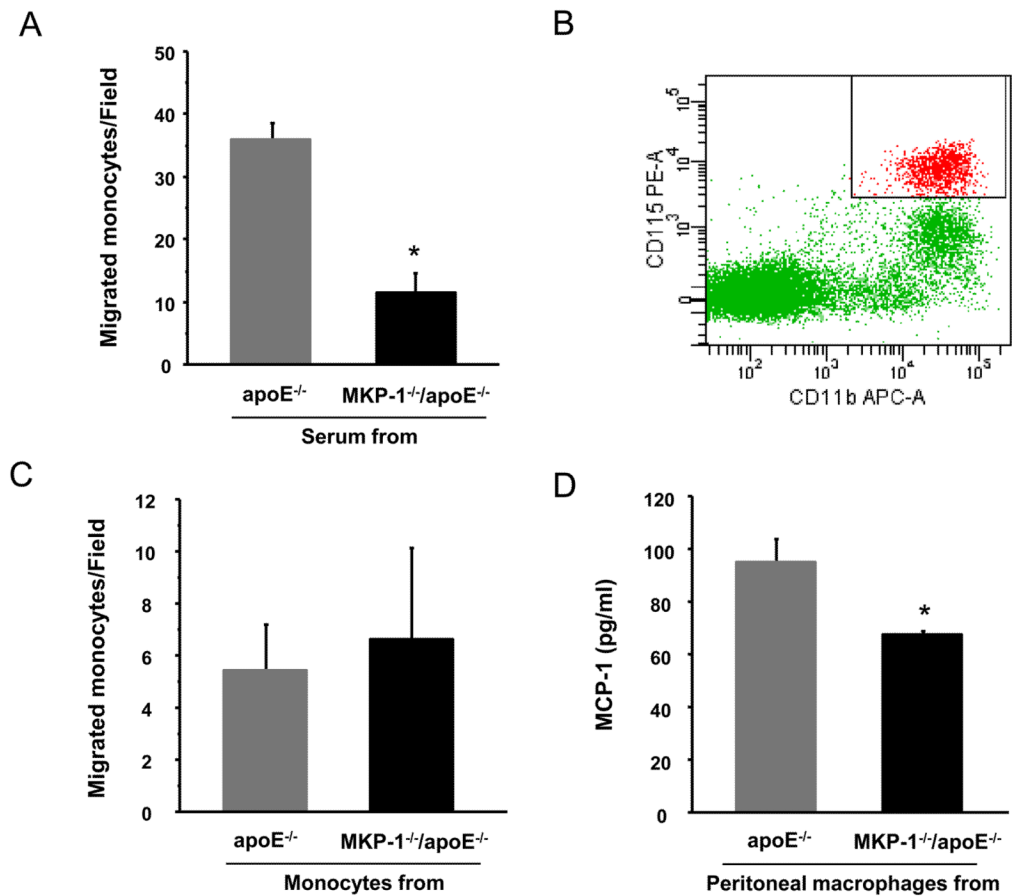 A
Migrated monocytes/Field
50
40
30
20
10
0
*
apoE-/-
MKP-1-/-/apoE-/-
Serum from
B
CD115 PE-A
10^5
10^4
10^3
0
10^2
10^3
10^4
10^5
CD11b APC-A
C
Migrated monocytes/Field
12
10
8
6
4
2
0
apoE-/-
MKP-1-/-/apoE-/-
Monocytes from
D
MCP-1 (pg/ml)
120
100
80
60
40
20
0
*
apoE-/-
MKP-1-/-/apoE-/-
Peritoneal macrophages from